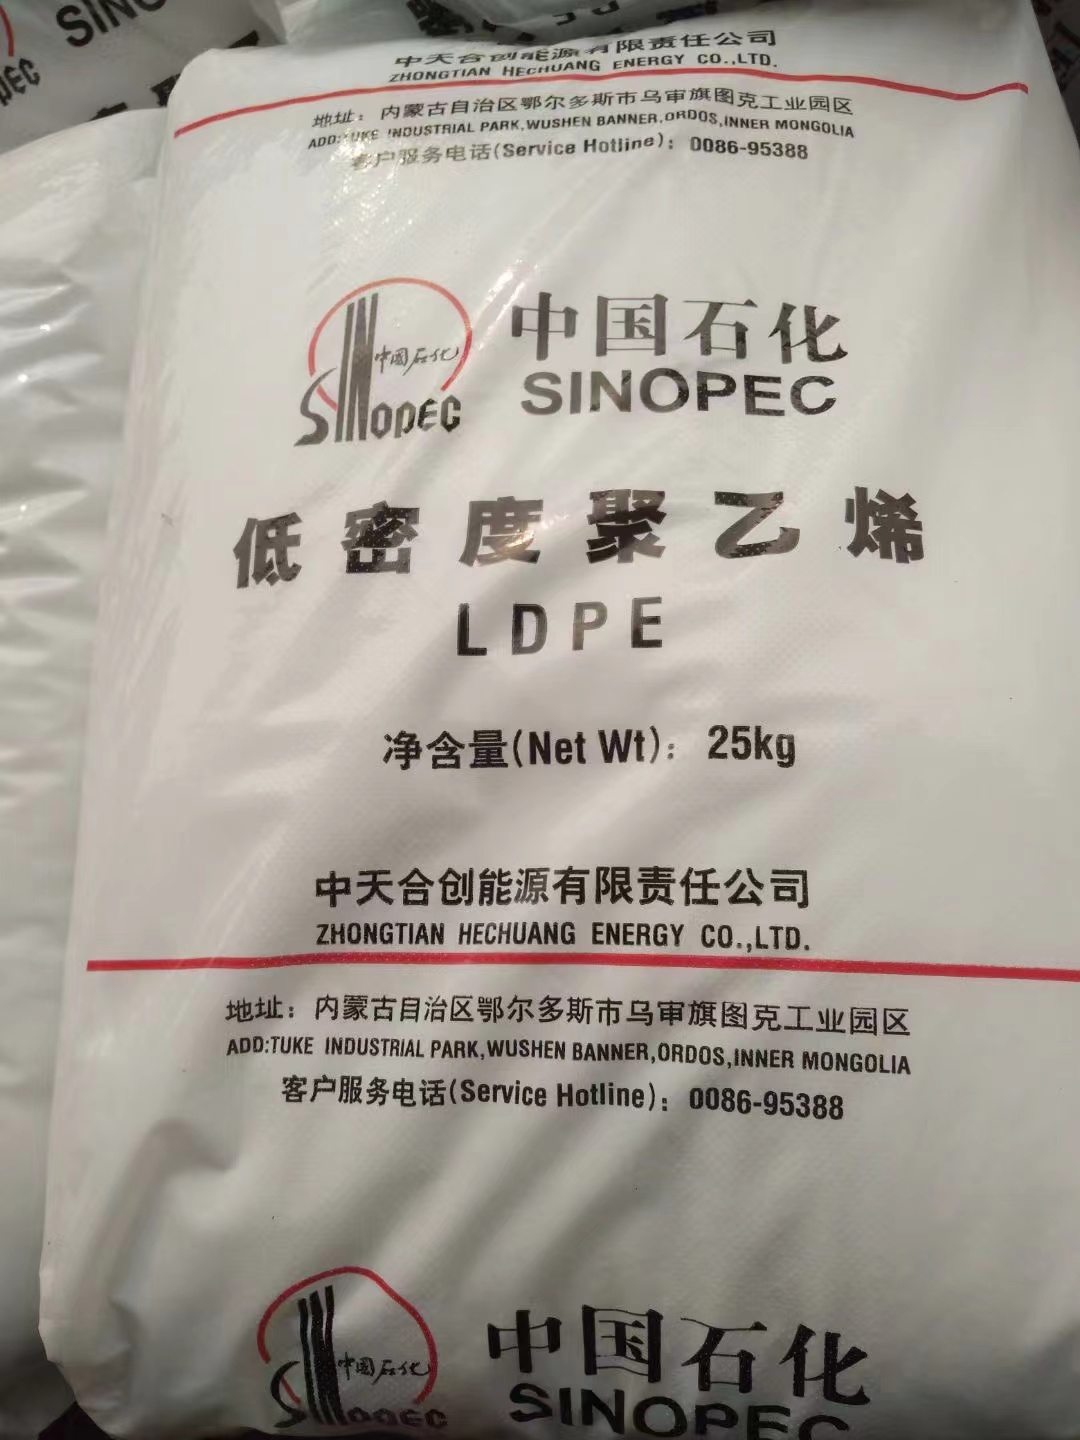 SINO
PEC
中天合创能源有限责任公司
ZHONGTIAN HECHUANG ENERGY CO.,LTD.
地址：内蒙古自治区鄂尔多斯市乌审旗图克工业园区
ADD:TUKE INDUSTRIAL PARK,WUSHEN BANNER,ORDOS,INNER MONGOLIA
客户服务电话(Service Hotline)：0086-95388
中国石化
SINOPEC
中国石化
SINOPEC
低密度聚乙烯
LDPE
净含量(Net Wt)：25kg
中天合创能源有限责任公司
ZHONGTIAN HECHUANG ENERGY CO.,LTD.
地址：内蒙古自治区鄂尔多斯市乌审旗图克工业园区
ADD:TUKE INDUSTRIAL PARK,WUSHEN BANNER,ORDOS,INNER MONGOLIA
客户服务电话(Service Hotline)：0086-95388
中国石化
SINOPEC
中国石化
SINOPEC